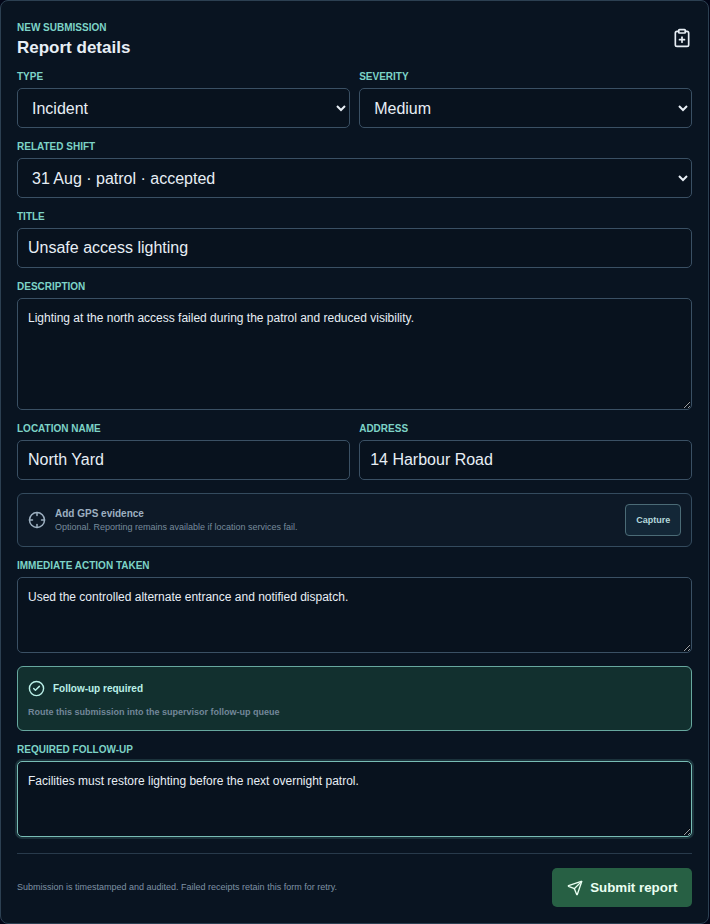 NEW SUBMISSION
Report details
TYPE
SEVERITY
Incident
Medium
RELATED SHIFT
31 Aug · patrol · accepted
TITLE
Unsafe access lighting
DESCRIPTION
Lighting at the north access failed during the patrol and reduced visibility.
LOCATION NAME
ADDRESS
North Yard
14 Harbour Road
Add GPS evidence
Optional. Reporting remains available if location services fail.
Capture
IMMEDIATE ACTION TAKEN
Used the controlled alternate entrance and notified dispatch.
Follow-up required
Route this submission into the supervisor follow-up queue
REQUIRED FOLLOW-UP
Facilities must restore lighting before the next overnight patrol.
Submission is timestamped and audited. Failed receipts retain this form for retry.
Submit report